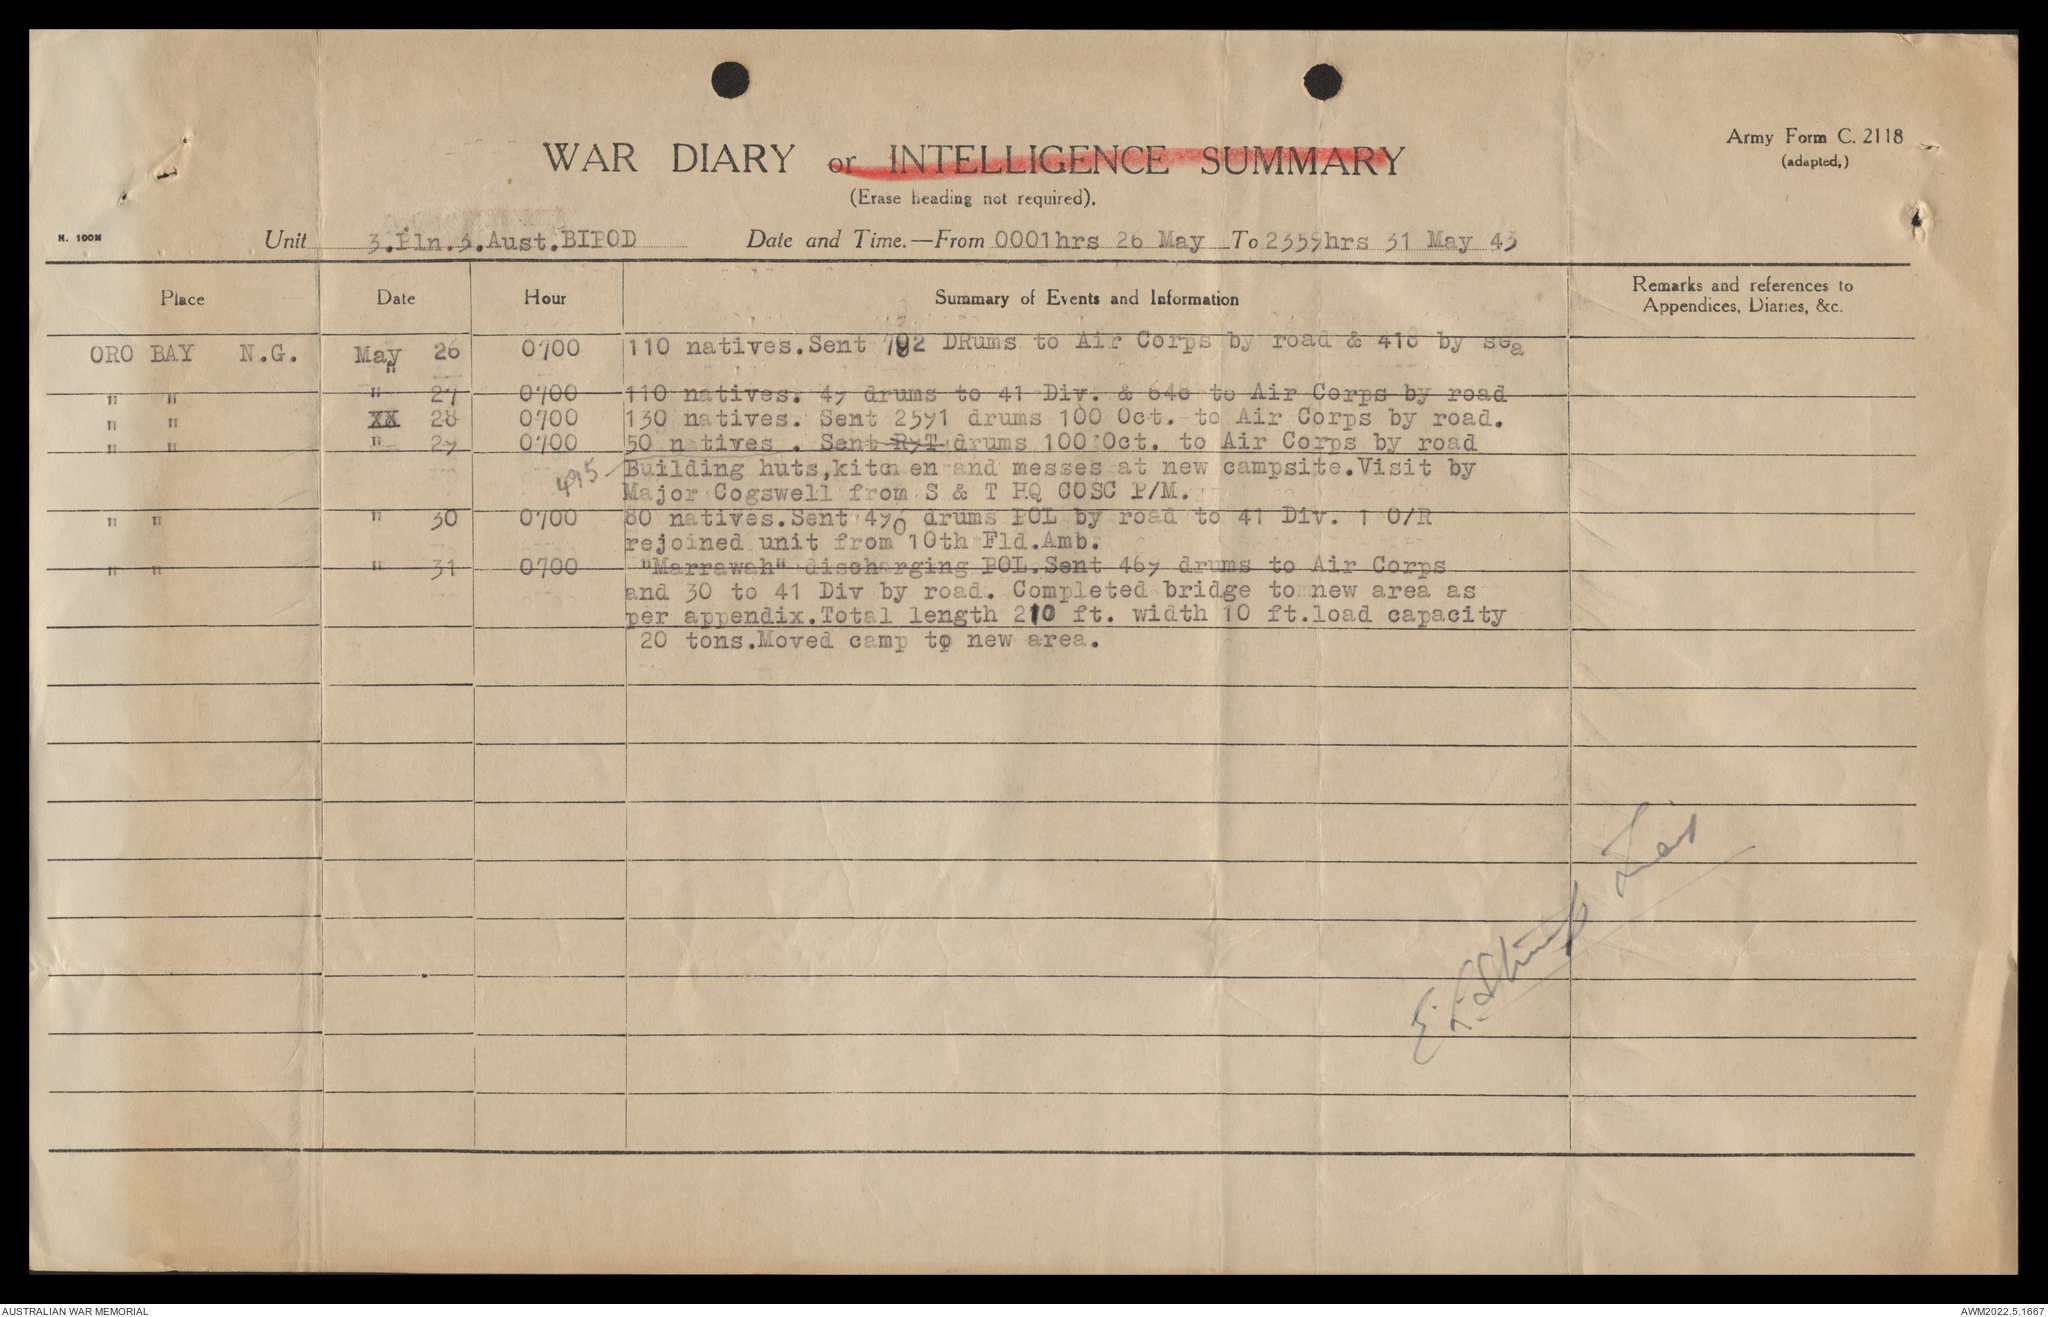 Army Form C. 2118
(adapted,)
WAR DIARY or INTELLIGENCE SUMMARY
(Erase heading not required).
M. 100M
Unit 3.Pln.3.Aust.BIPOD Date and Time.—From 0001hrs 26 May To 2359hrs 31 May 43
Place Date Hour Summary of Events and Information Remarks and references to
Appendices, Diaries, &c.
ORO BAY N.G. May 26 0700 110 natives.Sent 792 DRums to Air Corps by road & 418 by sea
"
" " " 27 0700 110 natives. 49 drums to 41 Div. & 640 to Air Corps by road
" " XX 28 0700 130 natives. Sent 2591 drums 100 Oct. to Air Corps by road.
" " " 29 0700 50 natives . Sent drums 100 Oct. to Air Corps by road
495 Building huts,kitchen and messes at new campsite.Visit by
Major Cogswell from S & T HQ COSC P/M.
" " " 30 0700 80 natives.Sent 490 drums POL by road to 41 Div. 1 O/R
rejoined unit from 10th Fld.Amb.
" " " 31 0700 "Marrawah" discharging POL.Sent 469 drums to Air Corps
and 30 to 41 Div by road. Completed bridge to new area as
per appendix.Total length 210 ft. width 10 ft.load capacity
20 tons.Moved camp to new area.
AUSTRALIAN WAR MEMORIAL
AWM2022.5.1667